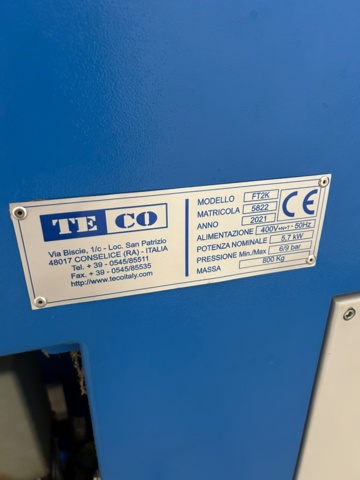 TE CO
Via Biscie, 1/c - Loc. San Patrizio
48017 CONSELICE (RA) - ITALIA
Tel. + 39 - 0545/85511
Fax. + 39 - 0545/85535
http://www.tecoitaly.com
MODELLO FT2K
MATRICOLA 5822
ANNO 2021
ALIMENTAZIONE 400V+N+T - 50Hz
POTENZA NOMINALE 5,7 kW
PRESSIONE Min./Max 6/9 bar
MASSA 800 Kg
CE